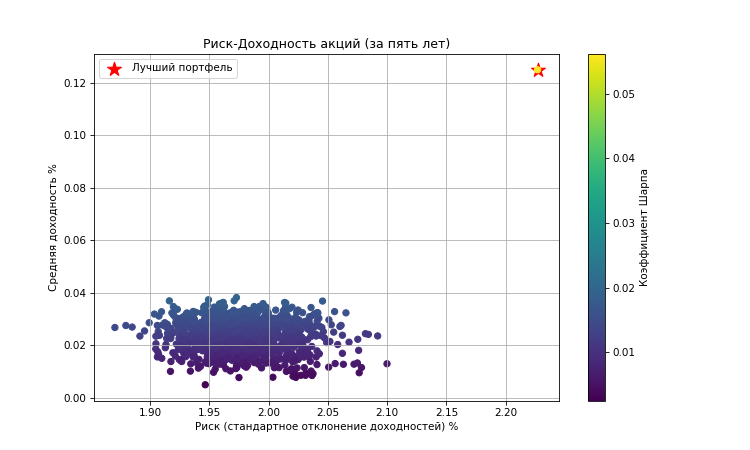 Риск-Доходность акций (за пять лет)
Лучший портфель
Средняя доходность %
0.12
0.10
0.08
0.06
0.04
0.02
0.00
1.90 1.95 2.00 2.05 2.10 2.15 2.20
Риск (стандартное отклонение доходностей) %
0.05
0.04
0.03
0.02
0.01
Коэффициент Шарпа